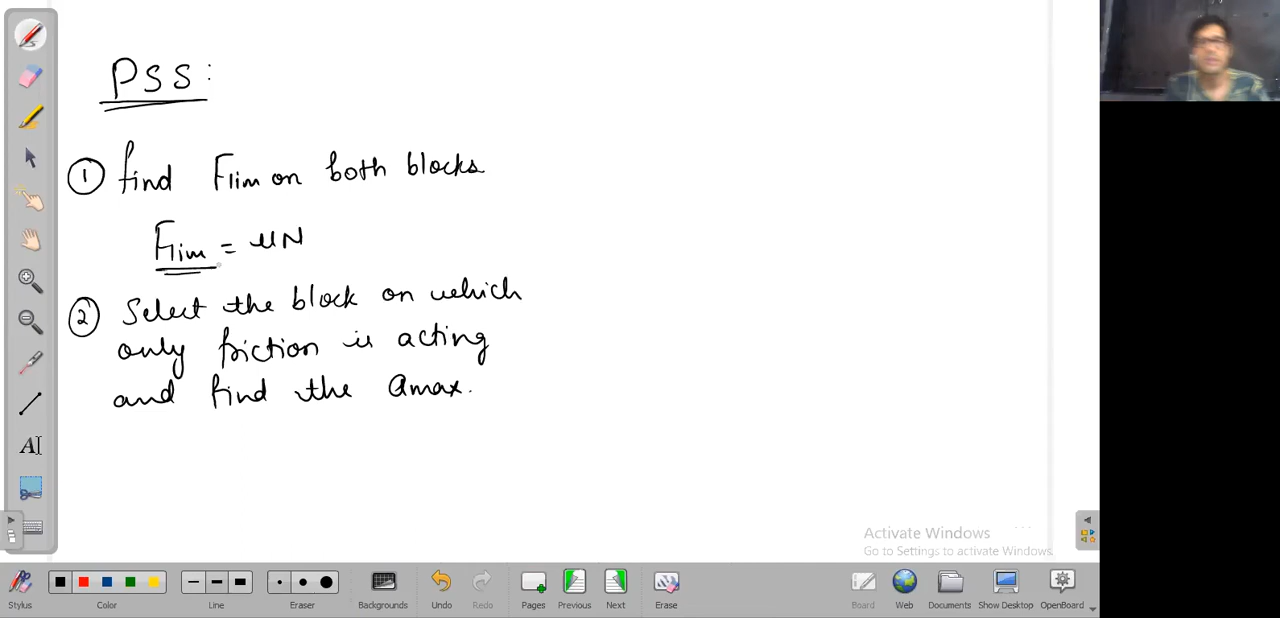 PSS:
① find Flim on both blocks
Flim = μN
② Select the block on which
only friction is acting
and find the amax.
Activate Windows
Go to Settings to activate Windows.
Stylus
Color
Line
Eraser
Backgrounds
Undo
Redo
Pages
Previous
Next
Erase
Board
Web
Documents
Show Desktop
OpenBoard